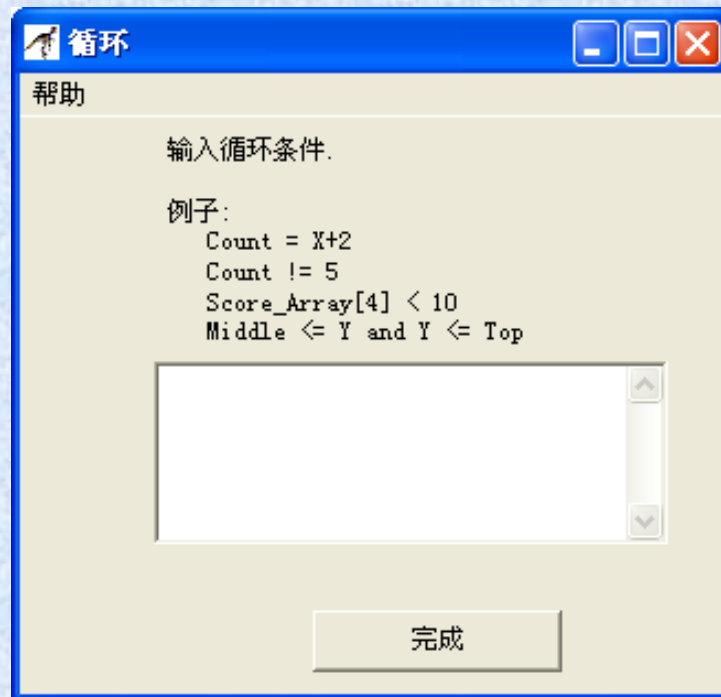 循环
帮助
输入循环条件.
例子:
Count = X+2
Count != 5
Score_Array[4] < 10
Middle <= Y and Y <= Top
完成